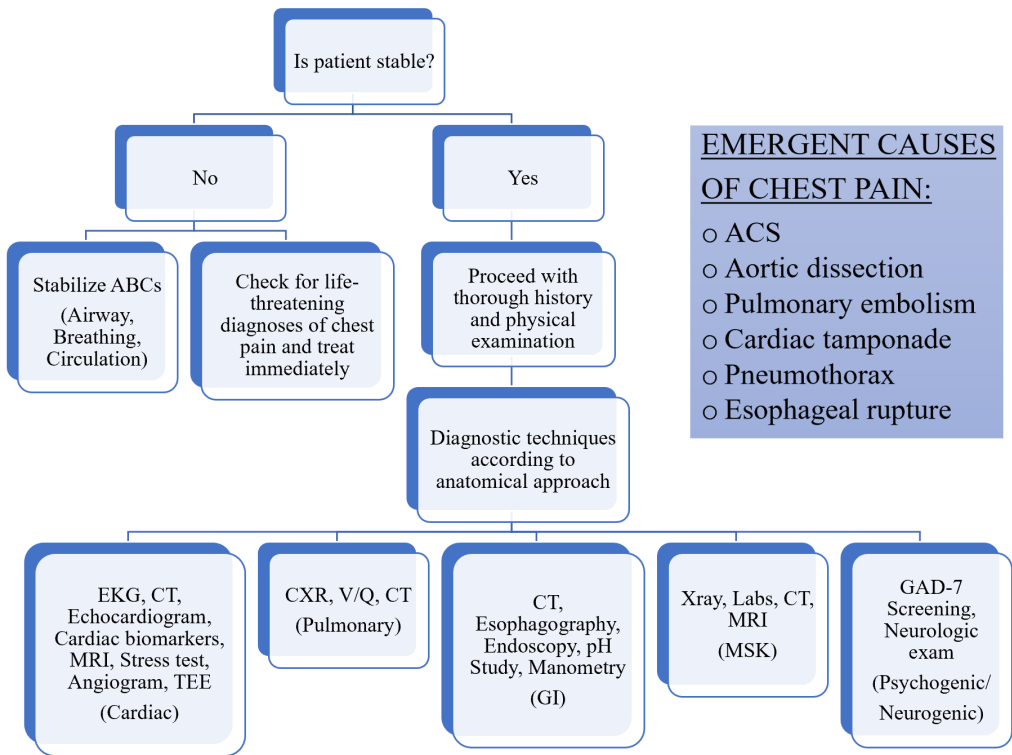 Is patient stable?
No
Yes
EMERGENT CAUSES
OF CHEST PAIN:
○ ACS
○ Aortic dissection
○ Pulmonary embolism
○ Cardiac tamponade
○ Pneumothorax
○ Esophageal rupture
Stabilize ABCs
(Airway,
Breathing,
Circulation)
Check for life-
threatening
diagnoses of chest
pain and treat
immediately
Proceed with
thorough history
and physical
examination
Diagnostic techniques
according to
anatomical approach
EKG, CT,
Echocardiogram,
Cardiac biomarkers,
MRI, Stress test,
Angiogram, TEE
(Cardiac)
CXR, V/Q, CT
(Pulmonary)
CT,
Esophagography,
Endoscopy, pH
Study, Manometry
(GI)
Xray, Labs, CT,
MRI
(MSK)
GAD-7
Screening,
Neurologic
exam
(Psychogenic/
Neurogenic)